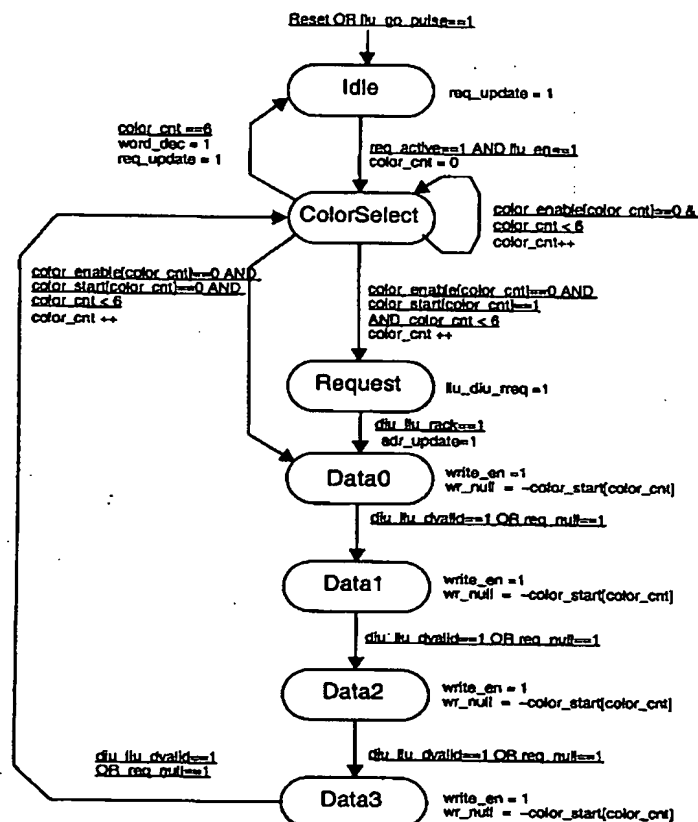 Reset OR llu_go_pulse==1
Idle
req_update = 1
color_cnt ==6
word_dec = 1
req_update = 1
req_active==1 AND llu_en==1
color_cnt = 0
ColorSelect
color_enable[color_cnt]==0 &
color_cnt < 6
color_cnt++
color_enable[color_cnt]==0 AND
color_start[color_cnt]==0 AND
color_cnt < 6
color_cnt ++
color_enable[color_cnt]==0 AND
color_start[color_cnt]==1
AND color_cnt < 6
color_cnt ++
Request
llu_diu_rreq =1
diu_llu_rack==1
adr_update=1
Data0
write_en =1
wr_null = ~color_start[color_cnt]
diu_llu_dvalid==1 OR req_null==1
Data1
write_en =1
wr_null = ~color_start[color_cnt]
diu_llu_dvalid==1 OR req_null==1
Data2
write_en = 1
wr_null = ~color_start[color_cnt]
diu_llu_dvalid==1
OR req_null==1
diu_llu_dvalid==1 OR req_null==1
Data3
write_en = 1
wr_null = ~color_start[color_cnt]